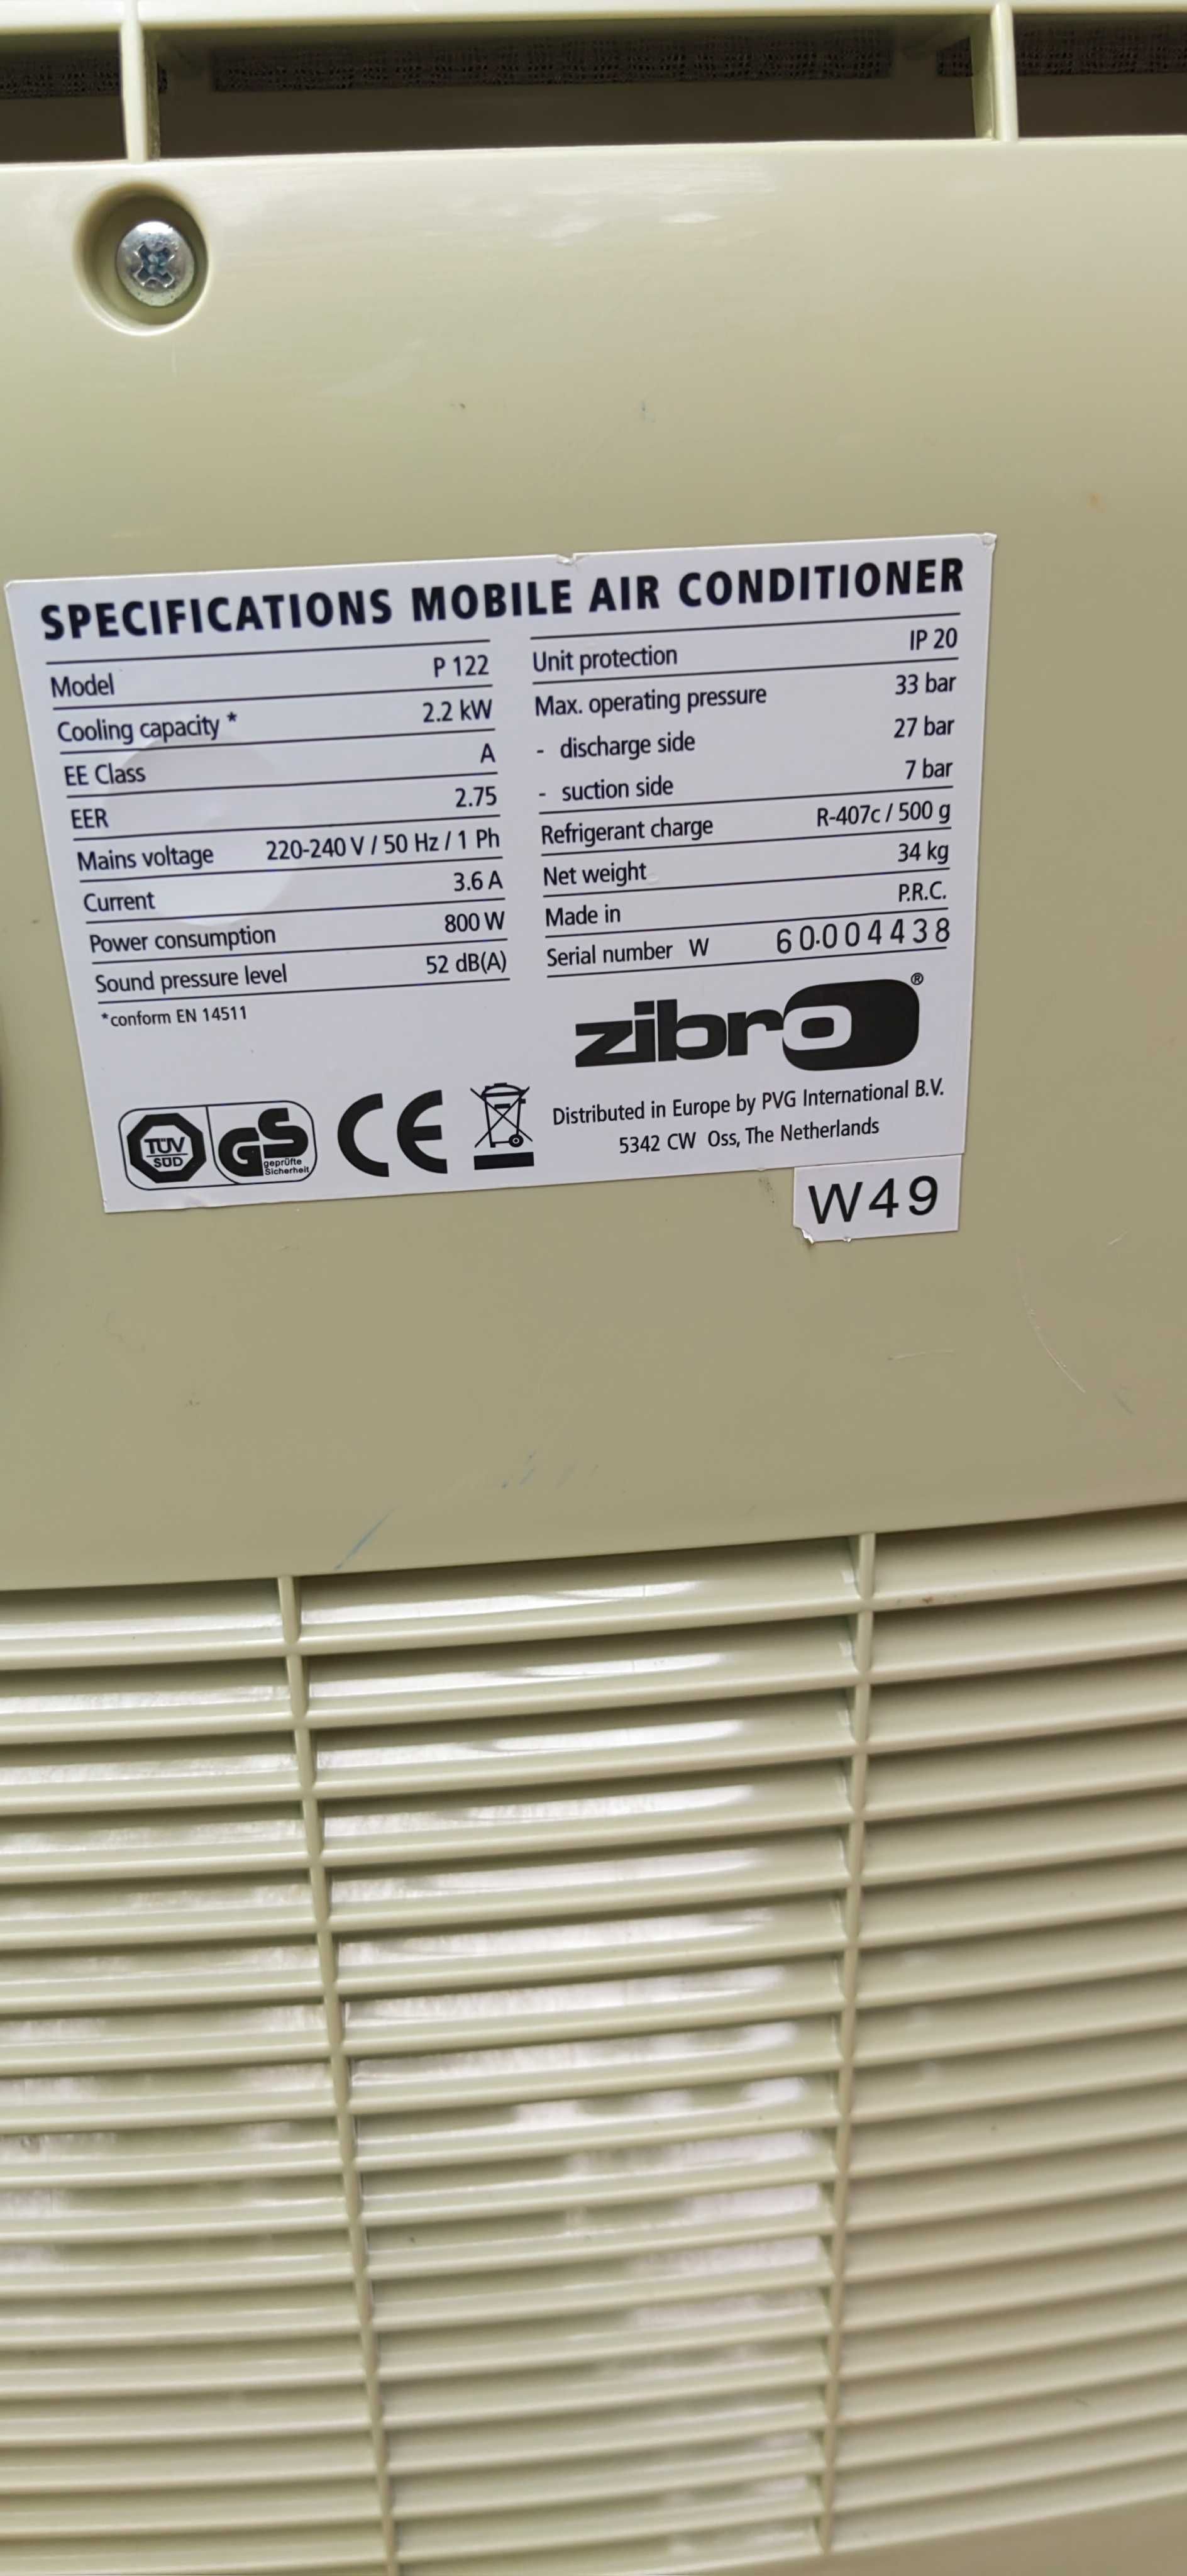 SPECIFICATIONS MOBILE AIR CONDITIONER
Model P 122
Cooling capacity * 2.2 kW
EE Class A
EER 2.75
Mains voltage 220-240 V / 50 Hz / 1 Ph
Current 3.6 A
Power consumption 800 W
Sound pressure level 52 dB(A)
*conform EN 14511
Unit protection IP 20
Max. operating pressure 33 bar
- discharge side 27 bar
- suction side 7 bar
Refrigerant charge R-407c / 500 g
Net weight 34 kg
Made in P.R.C.
Serial number W 60.004438
zibro®
TÜV
SÜD
GS
geprüfte
Sicherheit
CE
Distributed in Europe by PVG International B.V.
5342 CW Oss, The Netherlands
W49